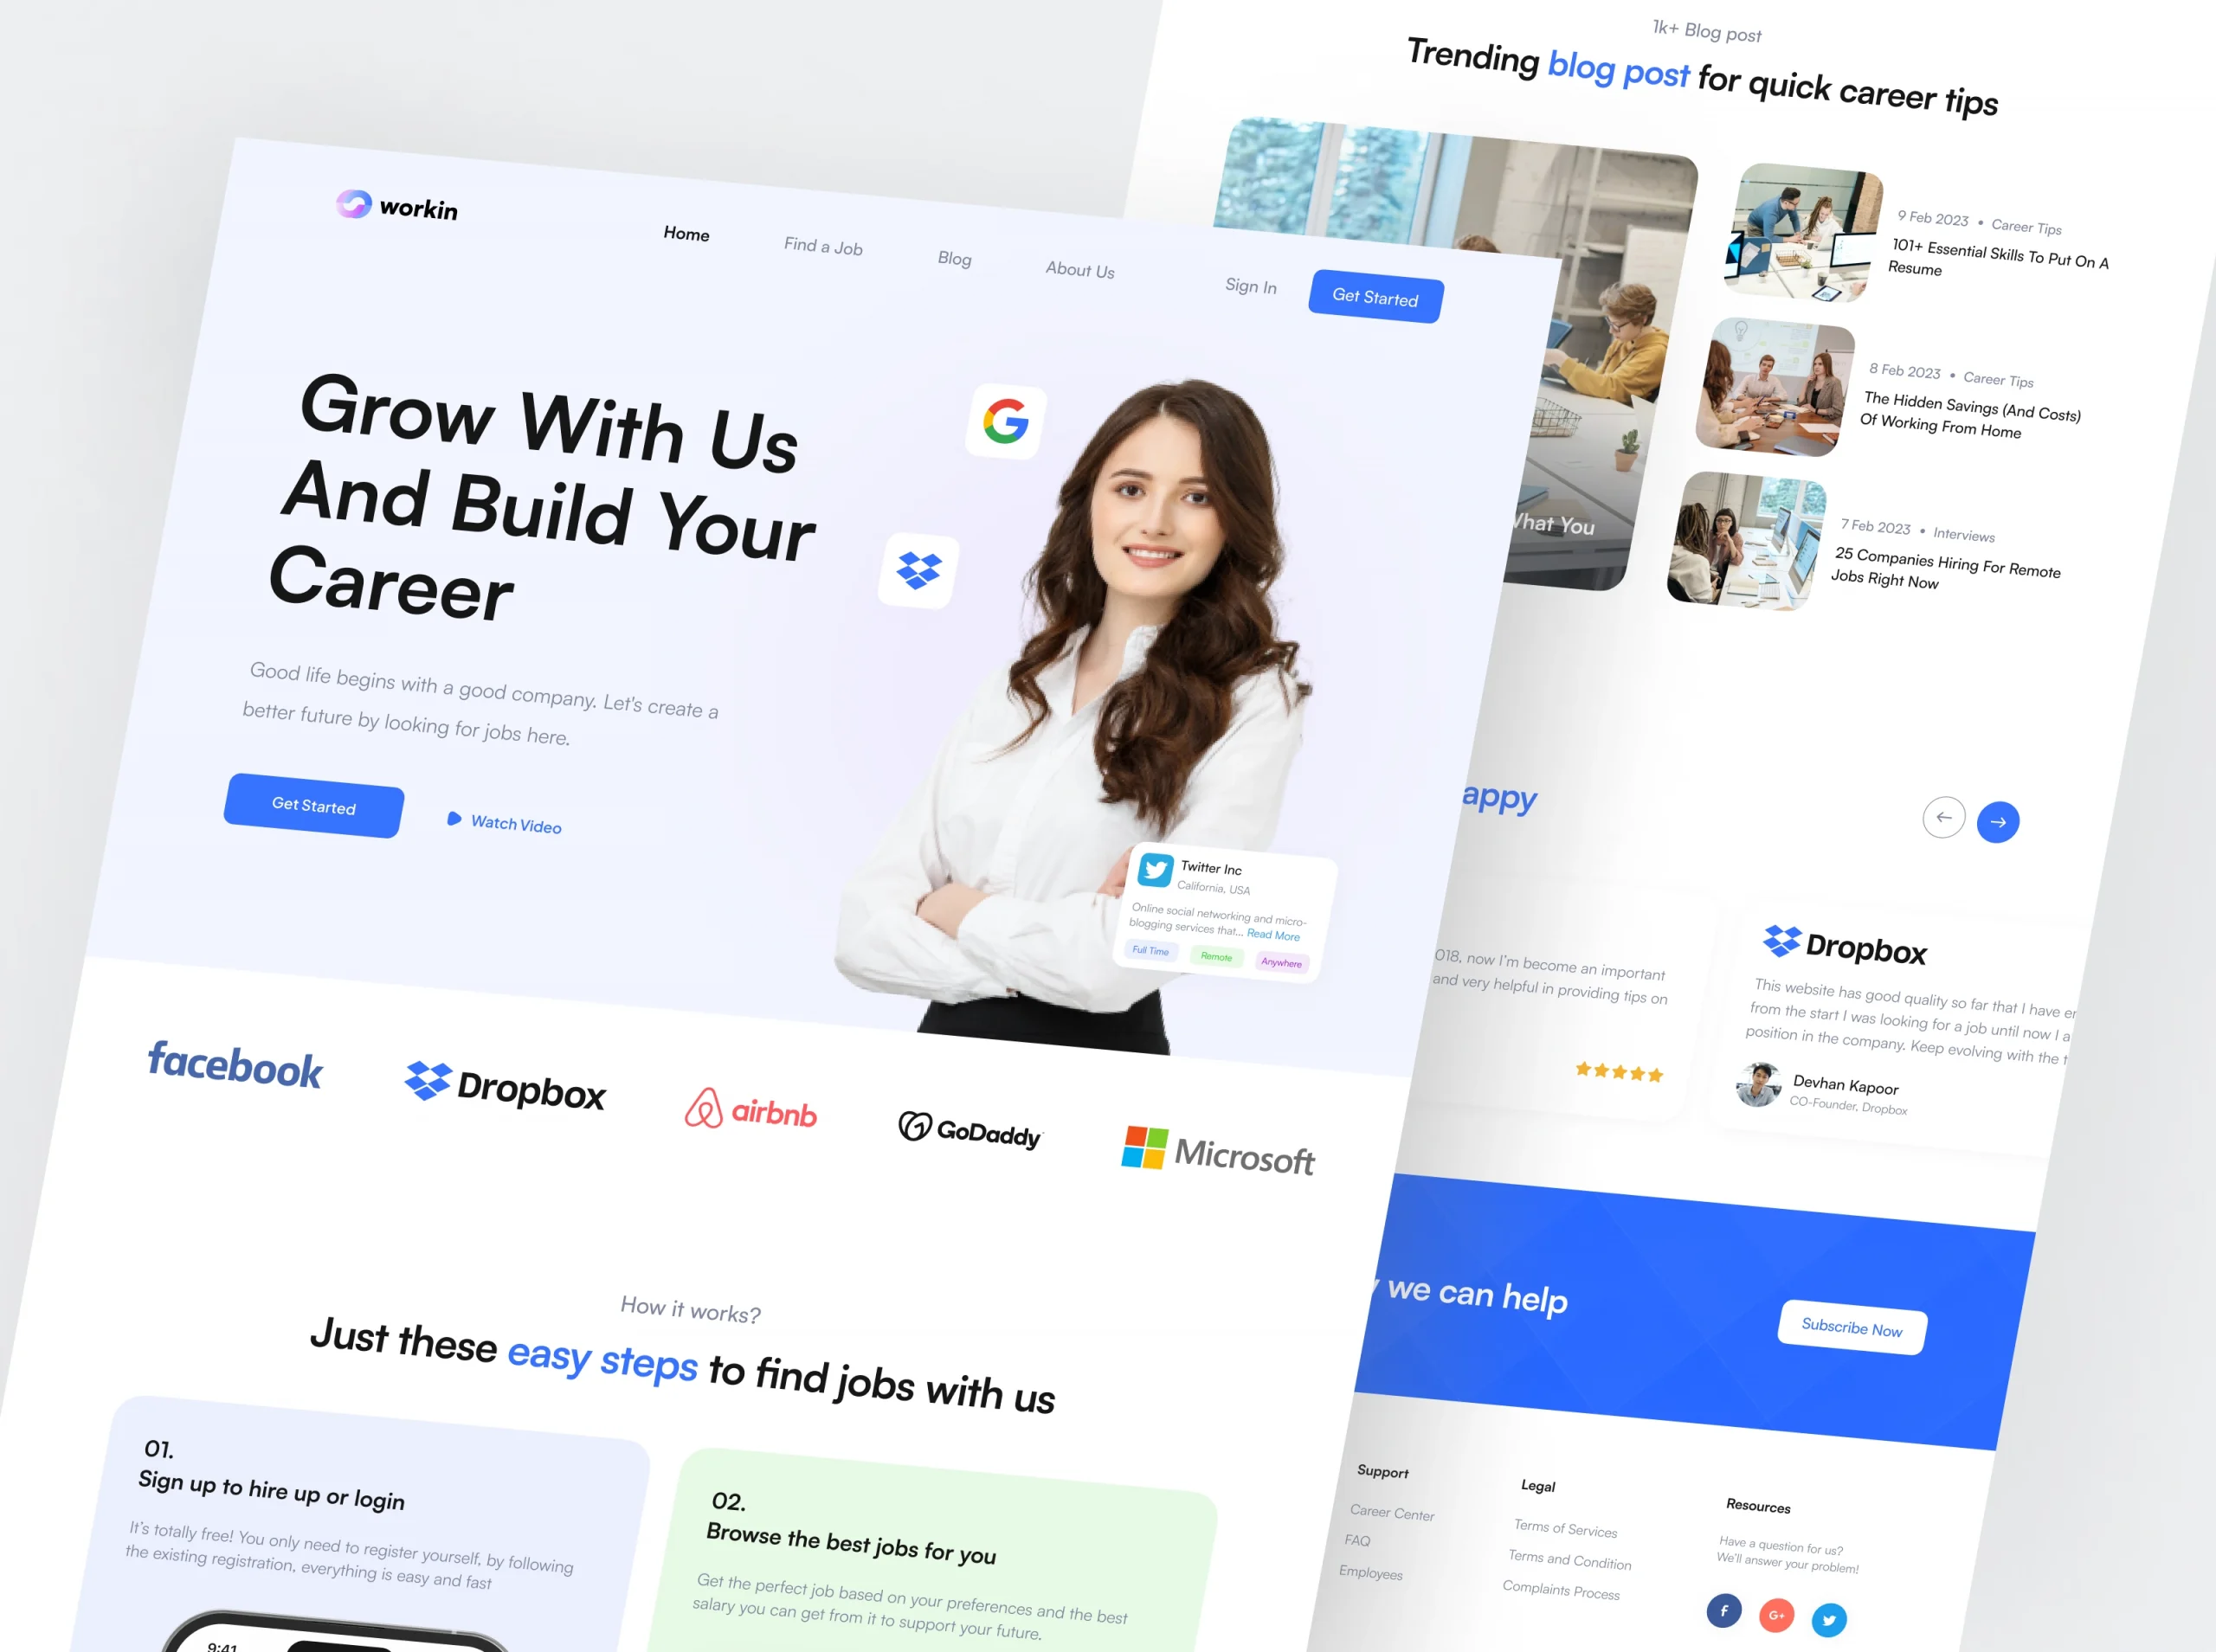 workin
Home
Find a Job
Blog
About Us
Sign In
Get Started
Grow With Us
And Build Your
Career
Good life begins with a good company. Let's create a
better future by looking for jobs here.
Get Started
Watch Video
Twitter Inc
California, USA
Online social networking and micro-
blogging services that... Read More
Full Time
Remote
Anywhere
facebook
Dropbox
airbnb
GoDaddy
Microsoft
How it works?
Just these easy steps to find jobs with us
01.
Sign up to hire up or login
It's totally free! You only need to register yourself, by following
the existing registration, everything is easy and fast
9:41
02.
Browse the best jobs for you
Get the perfect job based on your preferences and the best
salary you can get from it to support your future.
1k+ Blog post
Trending blog post for quick career tips
What You
9 Feb 2023 • Career Tips
101+ Essential Skills To Put On A
Resume
8 Feb 2023 • Career Tips
The Hidden Savings (And Costs)
Of Working From Home
7 Feb 2023 • Interviews
25 Companies Hiring For Remote
Jobs Right Now
appy
018, now I'm become an important
and very helpful in providing tips on
Dropbox
This website has good quality so far that I have
from the start I was looking for a job until now I a
position in the company. Keep evolving with the t
Devhan Kapoor
CO-Founder, Dropbox
we can help
Subscribe Now
Support
Career Center
FAQ
Employees
Legal
Terms of Services
Terms and Condition
Complaints Process
Resources
Have a question for us?
We'll answer your problem!
f
G+